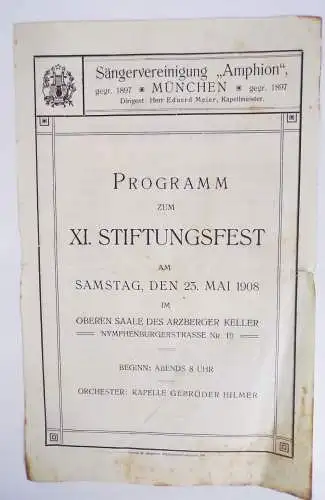 Sängervereinigung „Amphion“,
gegr. 1897 MÜNCHEN gegr. 1897
Dirigent Herr Eduard Maier, Kapellmeister.
PROGRAMM
ZUM
XI. STIFTUNGSFEST
AM
SAMSTAG, DEN 23. MAI 1908
IM
OBEREN SAALE DES ARZBERGER KELLER
NYMPHENBURGERSTRASSE Nr.
BEGINN: ABENDS 8 UHR
ORCHESTER: KAPELLE GEBRÜDER HILMER